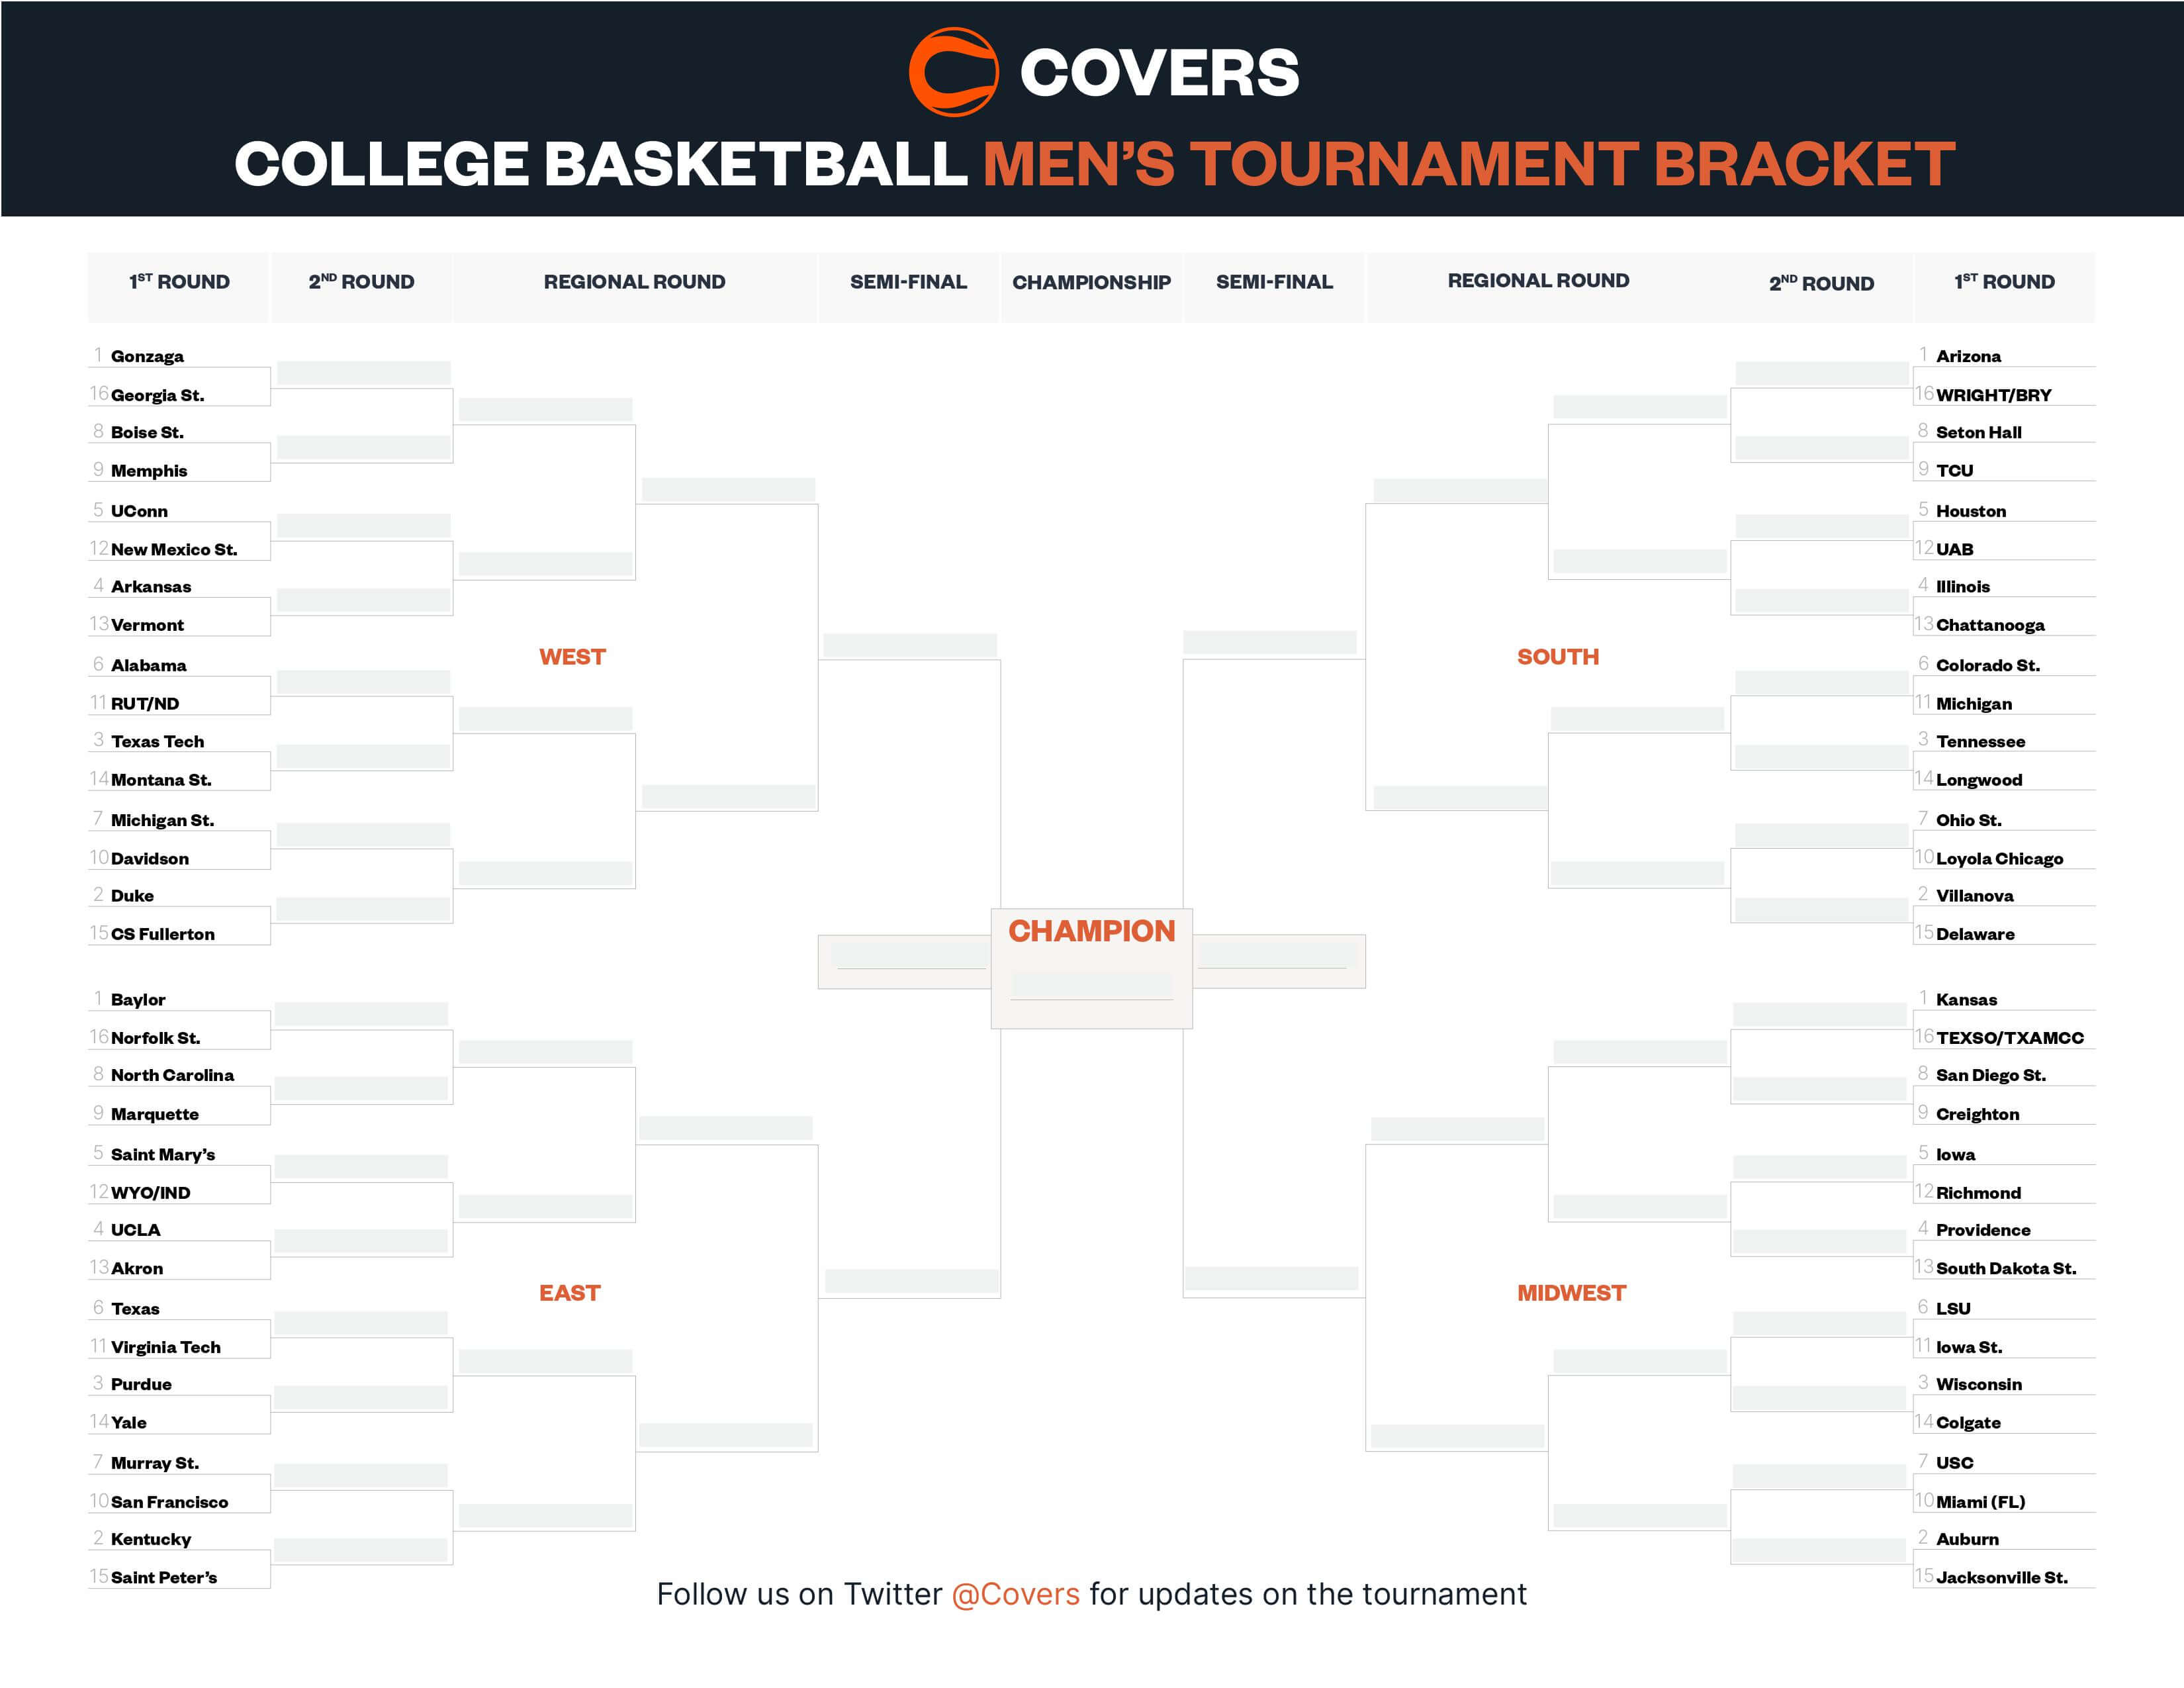 COVERS
COLLEGE BASKETBALL MEN'S TOURNAMENT BRACKET
1ST ROUND 2ND ROUND REGIONAL ROUND SEMI-FINAL CHAMPIONSHIP SEMI-FINAL REGIONAL ROUND 2ND ROUND 1ST ROUND
1 Gonzaga
16 Georgia St.
8 Boise St.
9 Memphis
5 UConn
12 New Mexico St.
4 Arkansas
13 Vermont
WEST
6 Alabama
11 RUT/ND
3 Texas Tech
14 Montana St.
7 Michigan St.
10 Davidson
2 Duke
15 CS Fullerton
1 Baylor
16 Norfolk St.
8 North Carolina
9 Marquette
5 Saint Mary's
12 WYO/IND
4 UCLA
13 Akron
EAST
6 Texas
11 Virginia Tech
3 Purdue
14 Yale
7 Murray St.
10 San Francisco
2 Kentucky
15 Saint Peter's
CHAMPION
1 Arizona
16 WRIGHT/BRY
8 Seton Hall
9 TCU
5 Houston
12 UAB
4 Illinois
13 Chattanooga
SOUTH
6 Colorado St.
11 Michigan
3 Tennessee
14 Longwood
7 Ohio St.
10 Loyola Chicago
2 Villanova
15 Delaware
1 Kansas
16 TEXSO/TXAMCC
8 San Diego St.
9 Creighton
5 Iowa
12 Richmond
4 Providence
13 South Dakota St.
MIDWEST
6 LSU
11 Iowa St.
3 Wisconsin
14 Colgate
7 USC
10 Miami (FL)
2 Auburn
15 Jacksonville St.
Follow us on Twitter @Covers for updates on the tournament